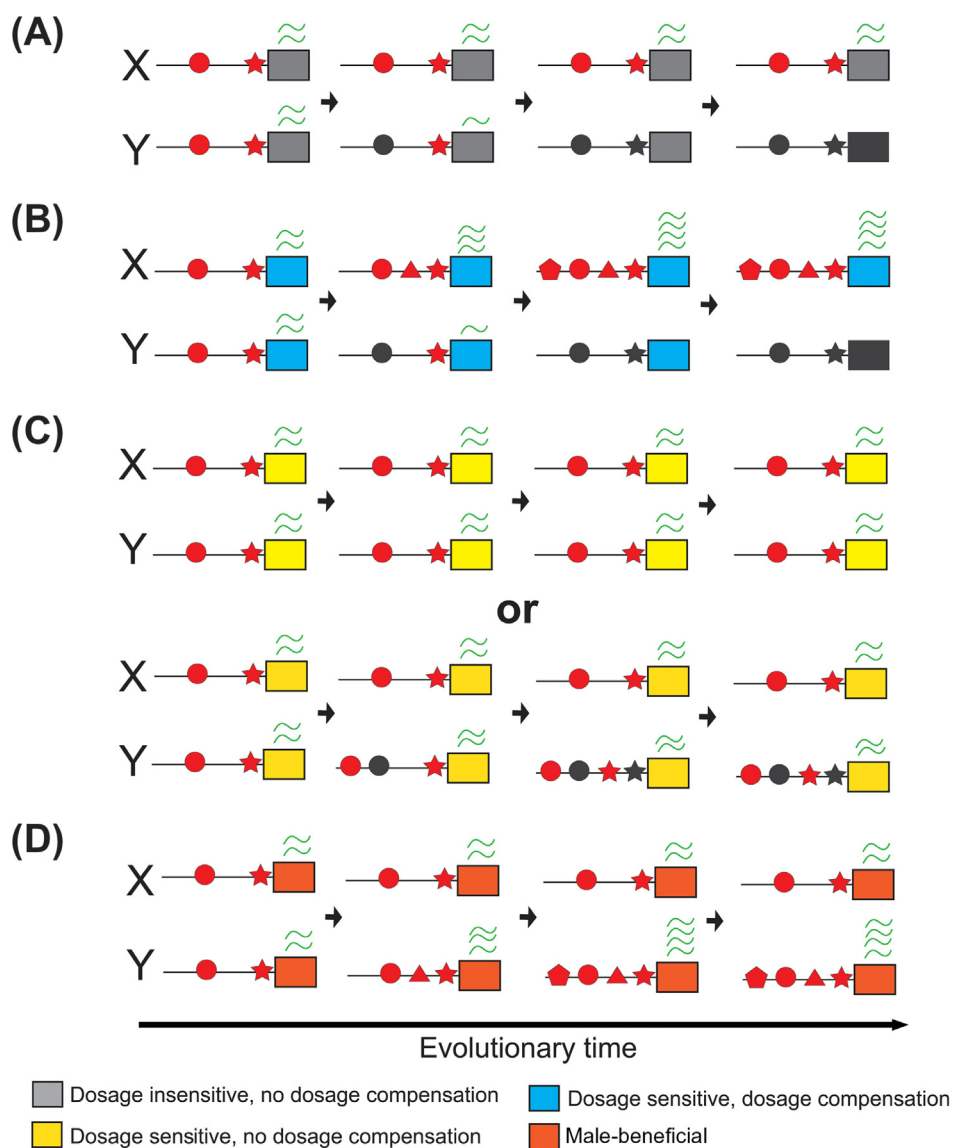 (A)
X
Y
(B)
X
Y
(C)
X
Y
or
X
Y
(D)
X
Y
Evolutionary time
Dosage insensitive, no dosage compensation
Dosage sensitive, dosage compensation
Dosage sensitive, no dosage compensation
Male-beneficial